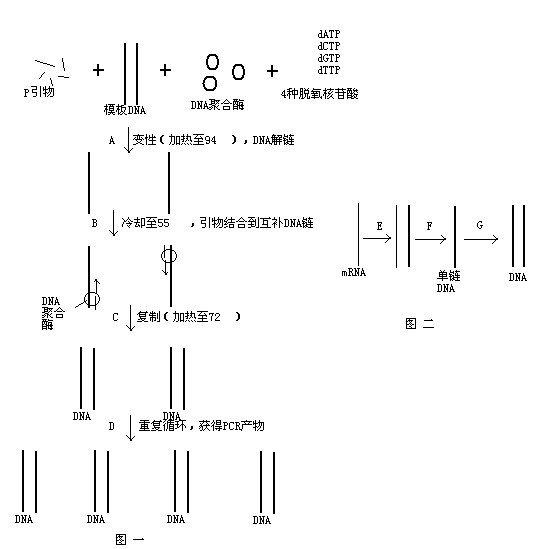 dATP
dCTP
dGTP
dTTP
P引物
模板DNA
DNA聚合酶
4种脱氧核苷酸
A 变性(加热至94 ),DNA解链
B 冷却至55 ,引物结合到互补DNA链
DNA
聚合
酶
C 复制(加热至72 )
DNA DNA
D 重复循环,获得PCR产物
DNA DNA DNA DNA
图 一
E F G
mRNA
单链
DNA
DNA
图 二